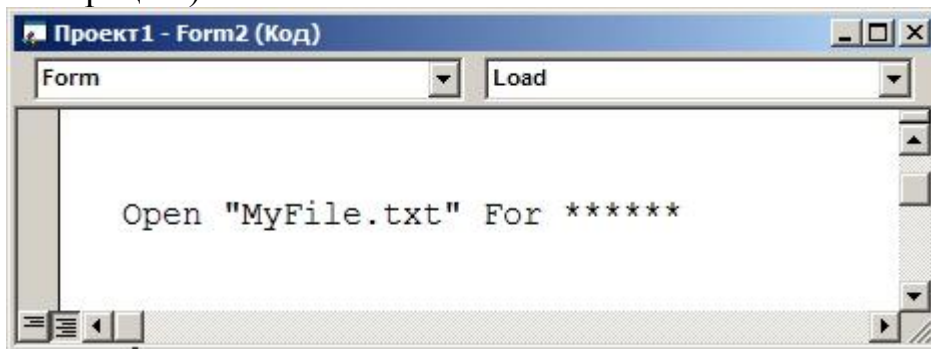 Проект1 - Form2 (Код)
Form Load
Open "MyFile.txt" For ******